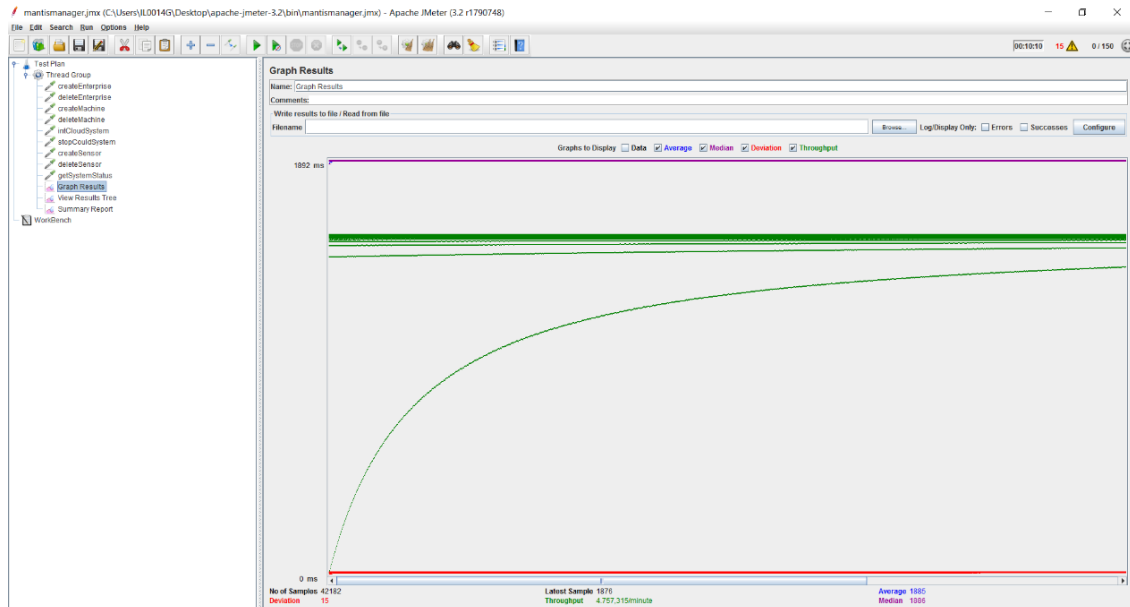 mantismanager.jmx (C:\Users\JL0014G\Desktop\apache-jmeter-3.2\bin\mantismanager.jmx) - Apache JMeter (3.2 r1790748)
File Edit Search Run Options Help
00:10:10 15 0 / 150
Test Plan
Thread Group
createEnterprise
deleteEnterprise
createMachine
deleteMachine
intCloudSystem
stopCouldSystem
createSensor
deleteSensor
getSystemStatus
Graph Results
View Results Tree
Summary Report
WorkBench
Graph Results
Name: Graph Results
Comments:
Write results to file / Read from file
Filename Browse... Log/Display Only: Errors Successes Configure
Graphs to Display Data Average Median Deviation Throughput
1892 ms
0 ms
No of Samples 42182 Latest Sample 1876 Average 1885
Deviation 15 Throughput 4.757,315/minute Median 1886